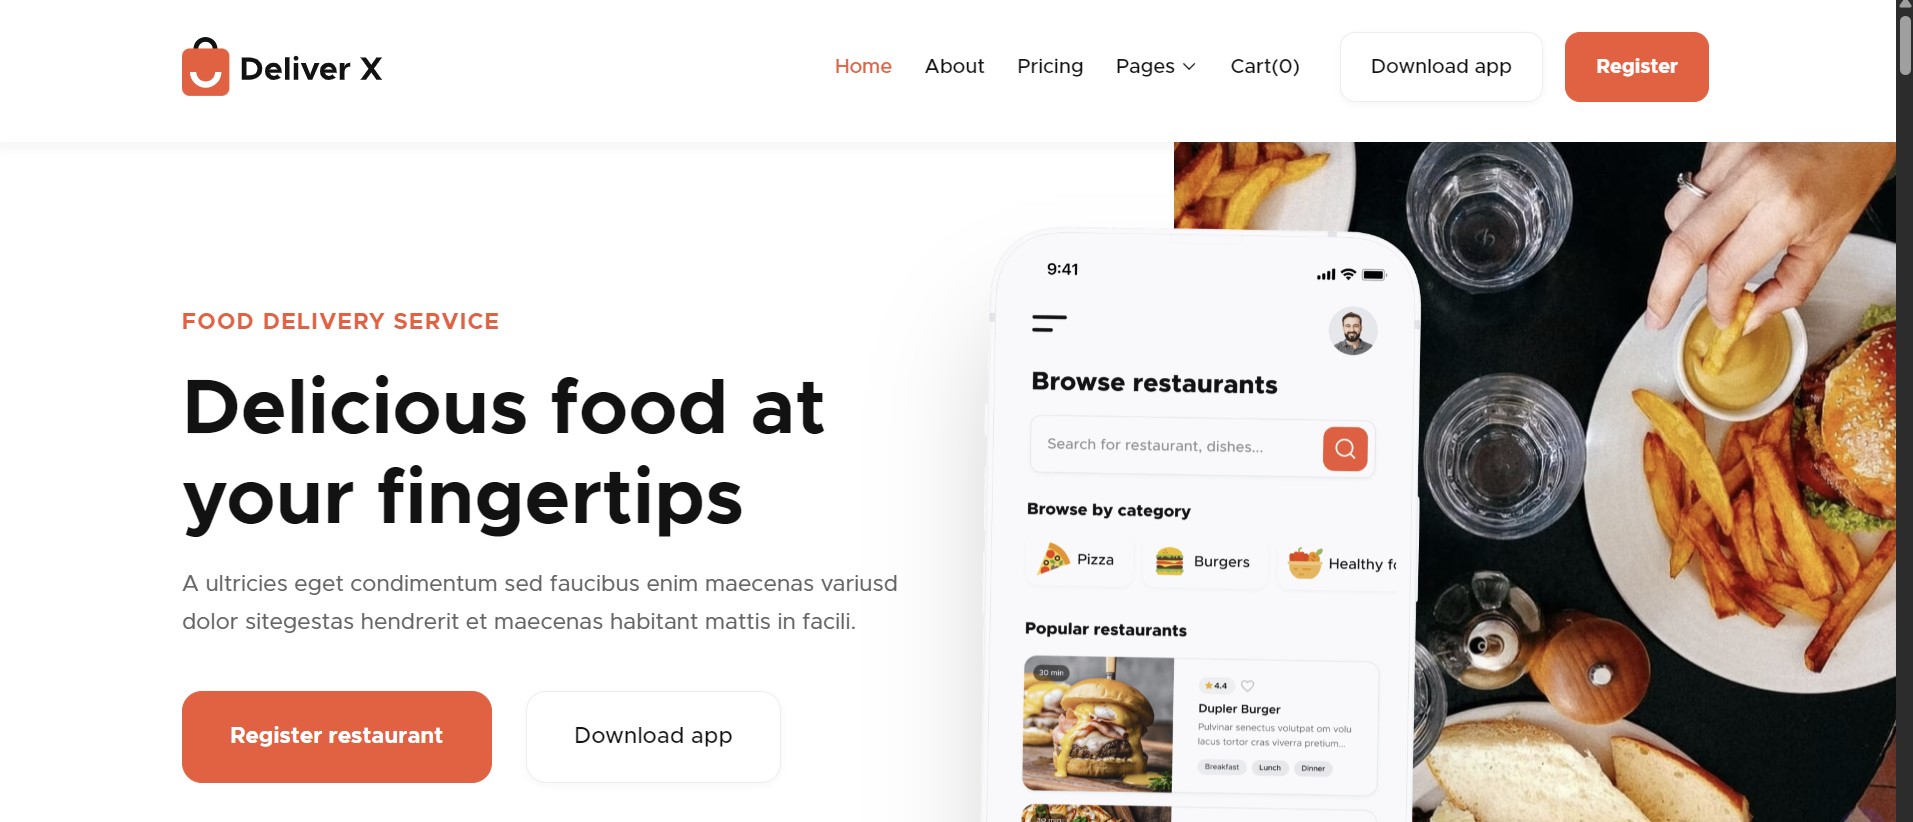 Deliver X
Home About Pricing Pages Cart(0) Download app Register
FOOD DELIVERY SERVICE
Delicious food at
your fingertips
A ultricies eget condimentum sed faucibus enim maecenas variusd
dolor sitegestas hendrerit et maecenas habitant mattis in facili.
Register restaurant Download app
9:41
Browse restaurants
Search for restaurant, dishes...
Browse by category
Pizza Burgers Healthy fo
Popular restaurants
30 min
4.4
Dupler Burger
Pulvinar senectus volutpat om volu
lacus tortor cras viverra pretium...
Breakfast Lunch Dinner
30 min